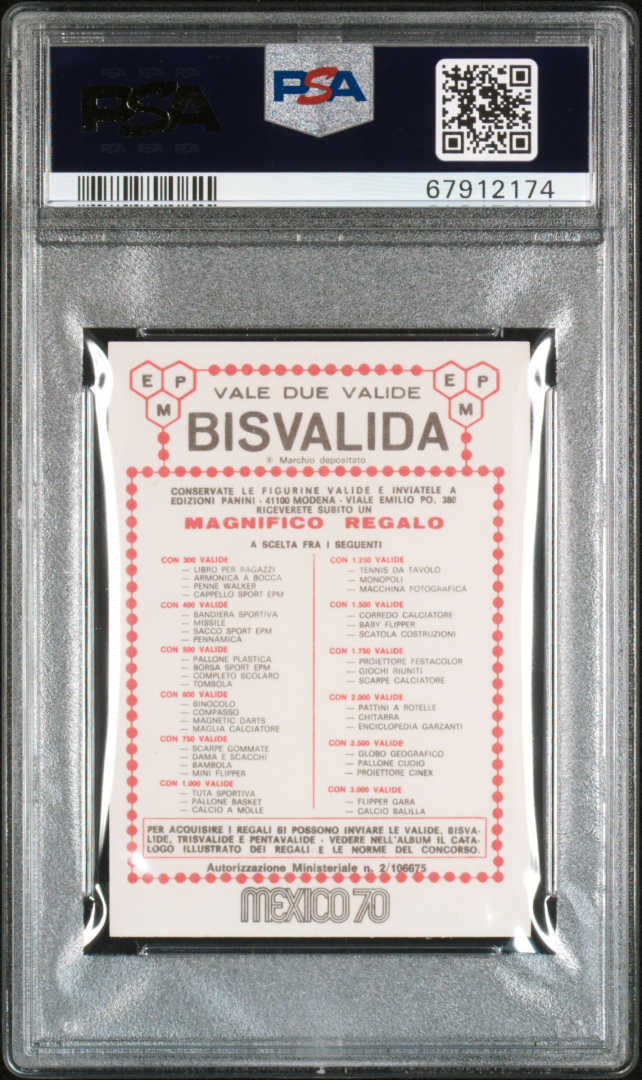 PSA
PSA
67912174
E P M
E P M
VALE DUE VALIDE
BISVALIDA
® Marchio depositato
CONSERVATE LE FIGURINE VALIDE E INVIATELE A
EDIZIONI PANINI - 41100 MODENA - VIALE EMILIO PO, 380
RICEVERETE SUBITO UN
MAGNIFICO REGALO
A SCELTA FRA I SEGUENTI
CON 300 VALIDE
— LIBRO PER RAGAZZI
— ARMONICA A BOCCA
— PENNE WALKER
— CAPPELLO SPORT EPM
CON 400 VALIDE
— BANDIERA SPORTIVA
— MISSILE
— SACCO SPORT EPM
— PENNAMICA
CON 500 VALIDE
— PALLONE PLASTICA
— BORSA SPORT EPM
— COMPLETO SCOLARO
— TOMBOLA
CON 600 VALIDE
— BINOCOLO
— COMPASSO
— MAGNETIC DARTS
— MAGLIA CALCIATORE
CON 750 VALIDE
— SCARPE GOMMATE
— DAMA E SCACCHI
— BAMBOLA
— MINI FLIPPER
CON 1.000 VALIDE
— TUTA SPORTIVA
— PALLONE BASKET
— CALCIO A MOLLE
CON 1.250 VALIDE
— TENNIS DA TAVOLO
— MONOPOLI
— MACCHINA FOTOGRAFICA
CON 1.500 VALIDE
— CORREDO CALCIATORE
— BABY FLIPPER
— SCATOLA COSTRUZIONI
CON 1.750 VALIDE
— PROIETTORE FESTACOLOR
— GIOCHI RIUNITI
— SCARPE CALCIATORE
CON 2.000 VALIDE
— PATTINI A ROTELLE
— CHITARRA
— ENCICLOPEDIA GARZANTI
CON 2.500 VALIDE
— GLOBO GEOGRAFICO
— PALLONE CUOIO
— PROIETTORE CINEX
CON 3.000 VALIDE
— FLIPPER GARA
— CALCIO BALILLA
PER ACQUISIRE I REGALI SI POSSONO INVIARE LE VALIDE, BISVA-
LIDE, TRISVALIDE E PENTAVALIDE - VEDERE NELL'ALBUM IL CATA-
LOGO ILLUSTRATO DEI REGALI E LE NORME DEL CONCORSO.
Autorizzazione Ministeriale n. 2/106675
MEXICO 70